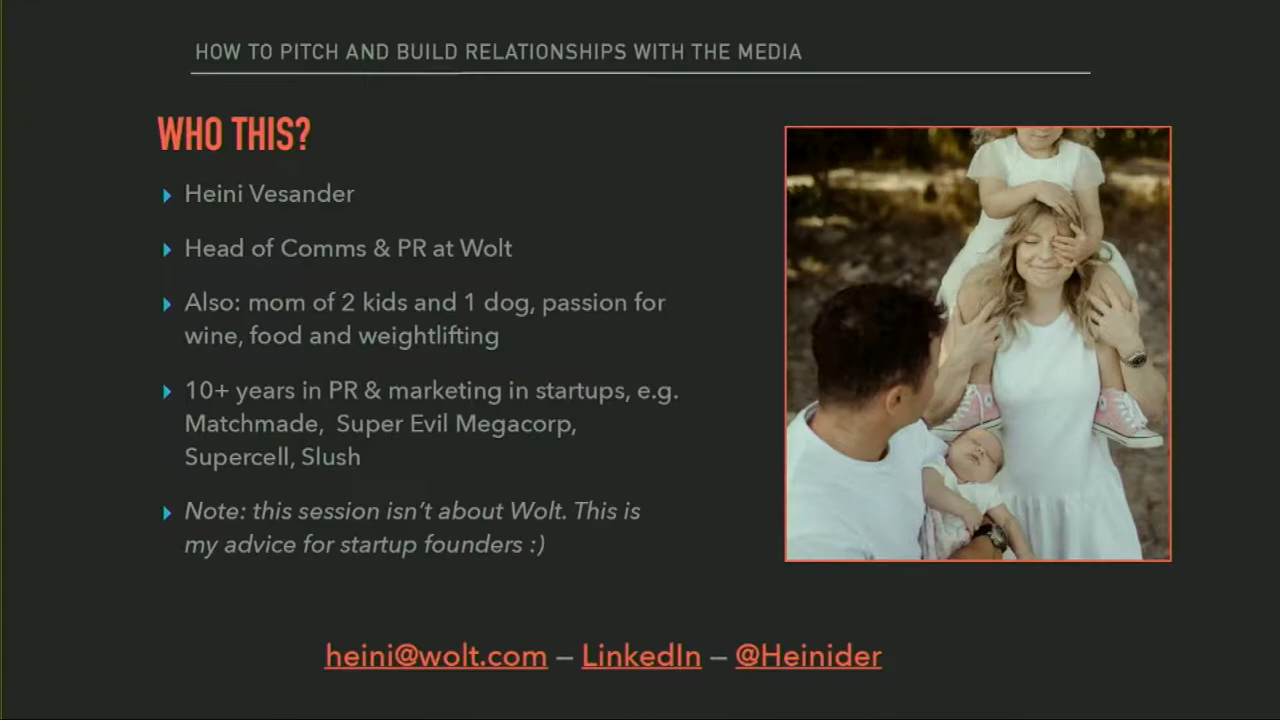 HOW TO PITCH AND BUILD RELATIONSHIPS WITH THE MEDIA
WHO THIS?
Heini Vesander
Head of Comms & PR at Wolt
Also: mom of 2 kids and 1 dog, passion for
wine, food and weightlifting
10+ years in PR & marketing in startups, e.g.
Matchmade, Super Evil Megacorp,
Supercell, Slush
Note: this session isn’t about Wolt. This is
my advice for startup founders :)
heini@wolt.com – LinkedIn – @Heinider